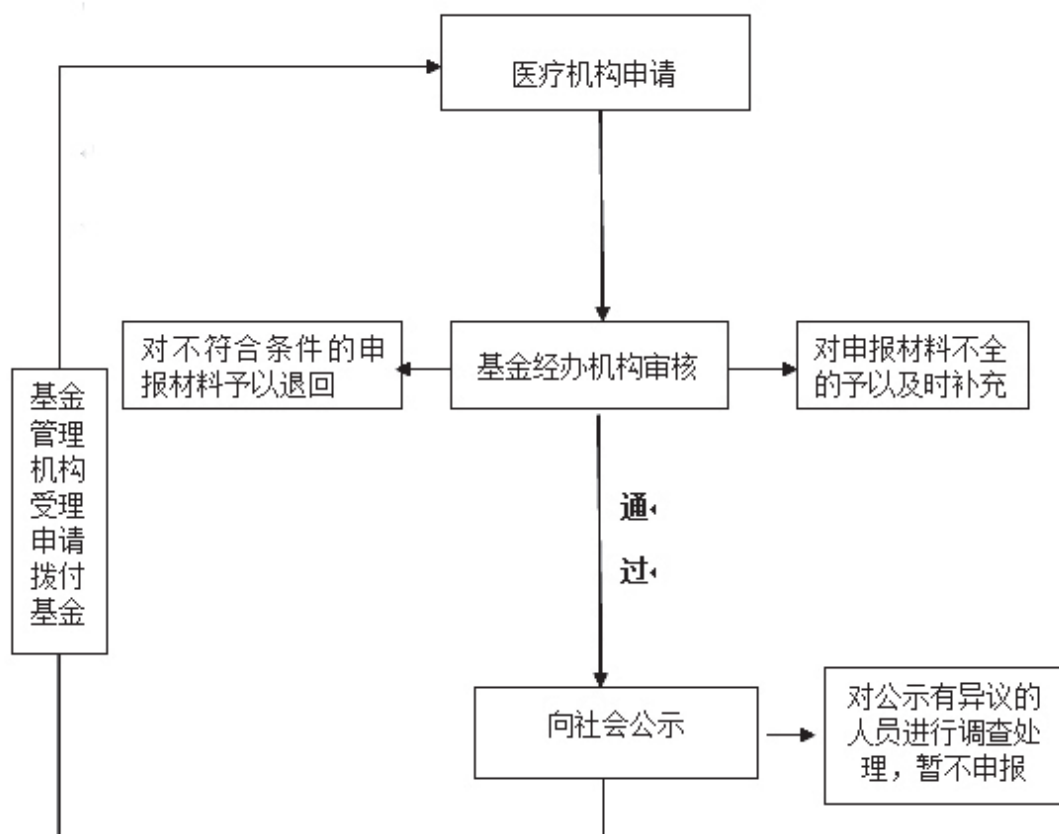 医疗机构申请
对不符合条件的申
报材料予以退回
基金经办机构审核
对申报材料不全
的予以及时补充
基金
管理
机构
受理
申请
拨付
基金
通
过
向社会公示
对公示有异议的
人员进行调查处
理，暂不申报